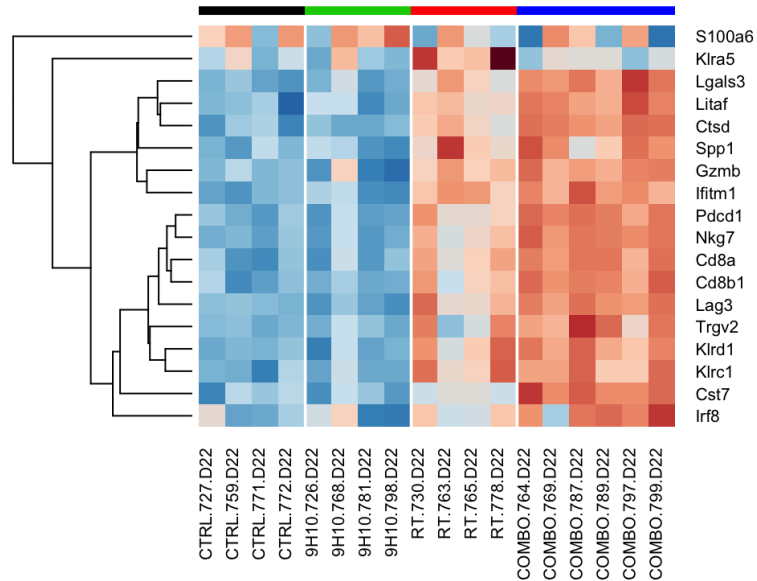 S100a6
Klra5
Lgals3
Litaf
Ctsd
Spp1
Gzmb
Ifitm1
Pdcd1
Nkg7
Cd8a
Cd8b1
Lag3
Trgv2
Klrd1
Klrc1
Cst7
Irf8
CTRL.727.D22
CTRL.759.D22
CTRL.771.D22
CTRL.772.D22
9H10.726.D22
9H10.768.D22
9H10.781.D22
9H10.798.D22
RT.730.D22
RT.763.D22
RT.765.D22
RT.778.D22
COMBO.764.D22
COMBO.769.D22
COMBO.787.D22
COMBO.789.D22
COMBO.797.D22
COMBO.799.D22